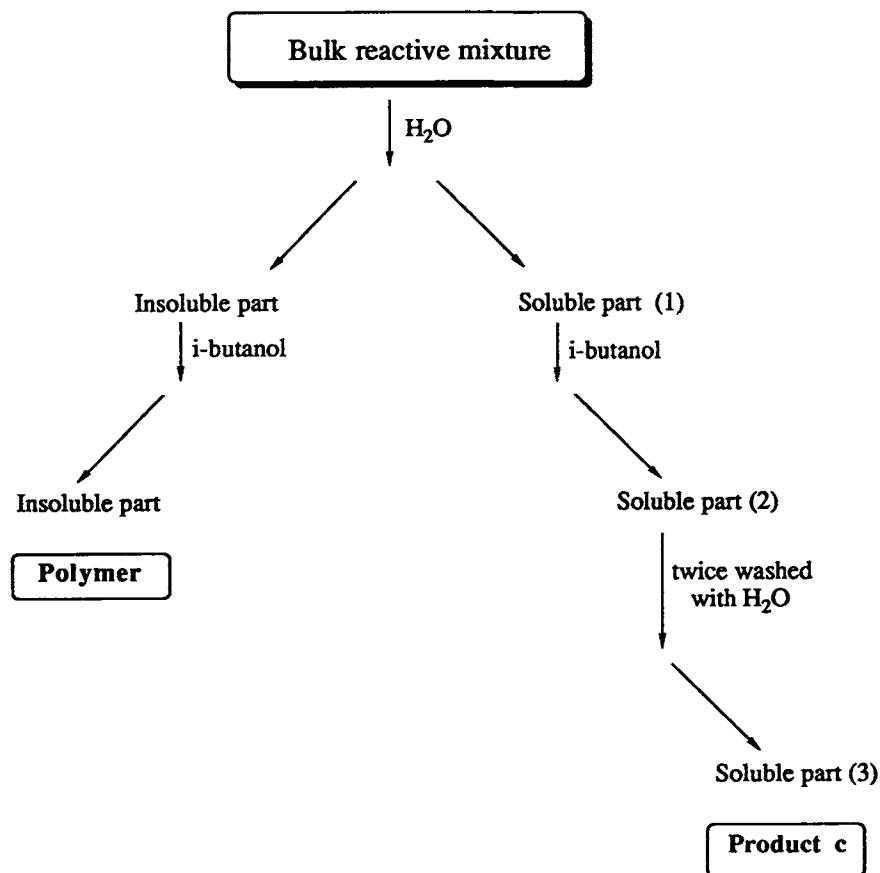 Bulk reactive mixture
H₂O
Insoluble part
Soluble part (1)
i-butanol
i-butanol
Insoluble part
Soluble part (2)
Polymer
twice washed
with H₂O
Soluble part (3)
Product c